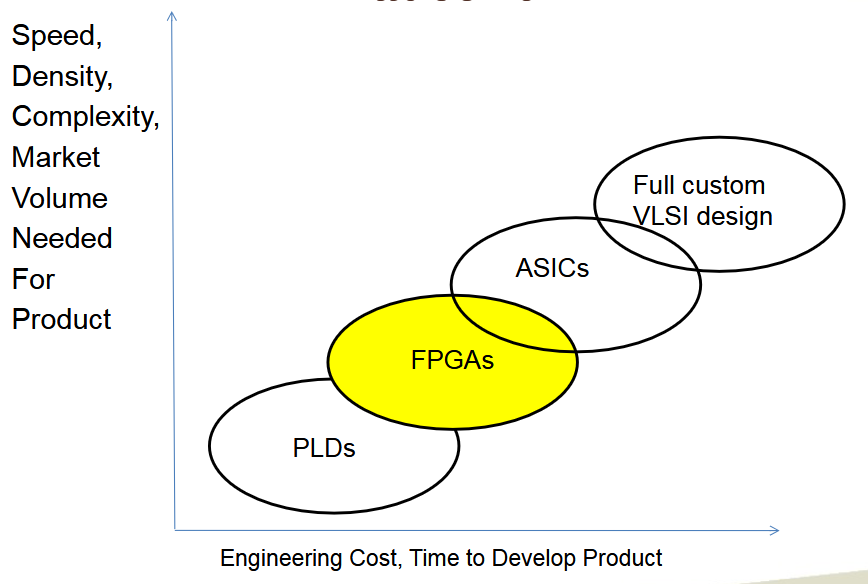 Speed,
Density,
Complexity,
Market
Volume
Needed
For
Product
Full custom
VLSI design
ASICs
FPGAs
PLDs
Engineering Cost, Time to Develop Product